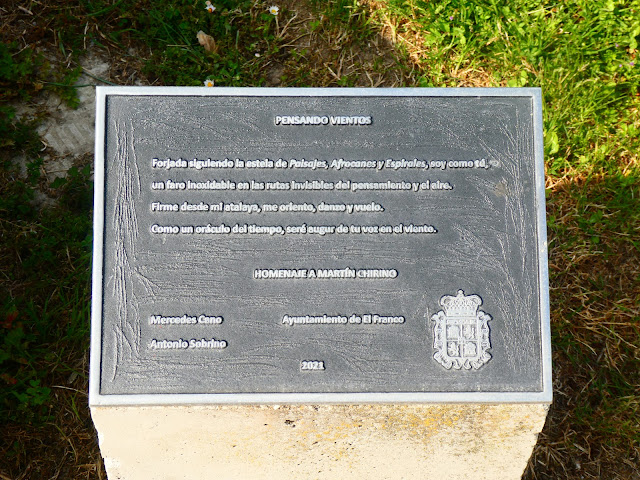 PENSANDO VIENTOS
Forjada siguiendo la estela de Paisajes, Afrocanes y Espirales, soy como tú,
un faro inoxidable en las rutas invisibles del pensamiento y el aire.
Firme desde mi atalaya, me oriento, danzo y vuelo.
Como un oráculo del tiempo, seré augur de tu voz en el viento.
HOMENAJE A MARTÍN CHIRINO
Mercedes Cano Ayuntamiento de El Franco
Antonio Sobrino
2021